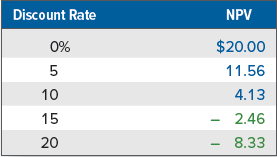 Discount Rate NPV
0% $20.00
5 11.56
10 4.13
15 – 2.46
20 – 8.33